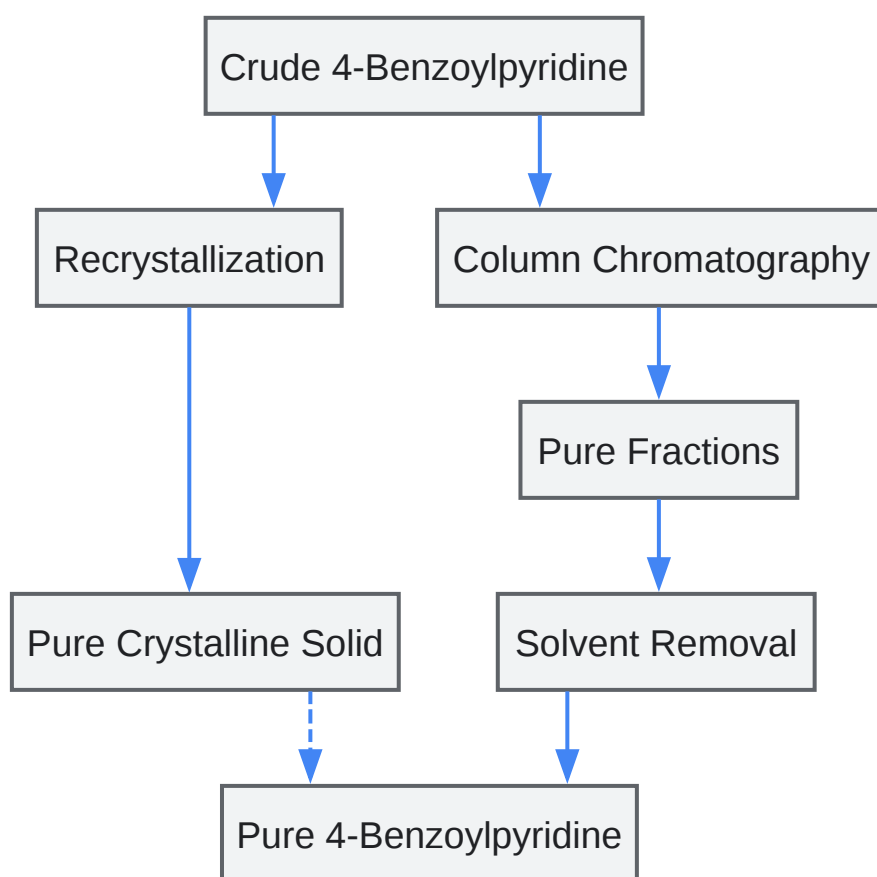 Crude 4-Benzoylpyridine
Recrystallization
Column Chromatography
Pure Fractions
Pure Crystalline Solid
Solvent Removal
Pure 4-Benzoylpyridine